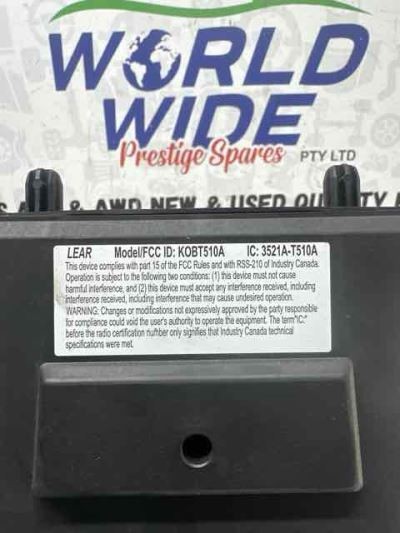 WORLD
WIDE
Prestige Spares PTY LTD
& AWD NEW & USED QUALITY
LEAR Model/FCC ID: KOBT510A IC: 3521A-T510A
This device complies with part 15 of the FCC Rules and with RSS-210 of Industry Canada.
Operation is subject to the following two conditions: (1) this device must not cause
harmful interference, and (2) this device must accept any interference received, including
interference received, including interference that may cause undesired operation.
WARNING: Changes or modifications not expressively approved by the party responsible
for compliance could void the user's authority to operate the equipment. The term"IC:"
before the radio certification number only signifies that Industry Canada technical
specifications were met.